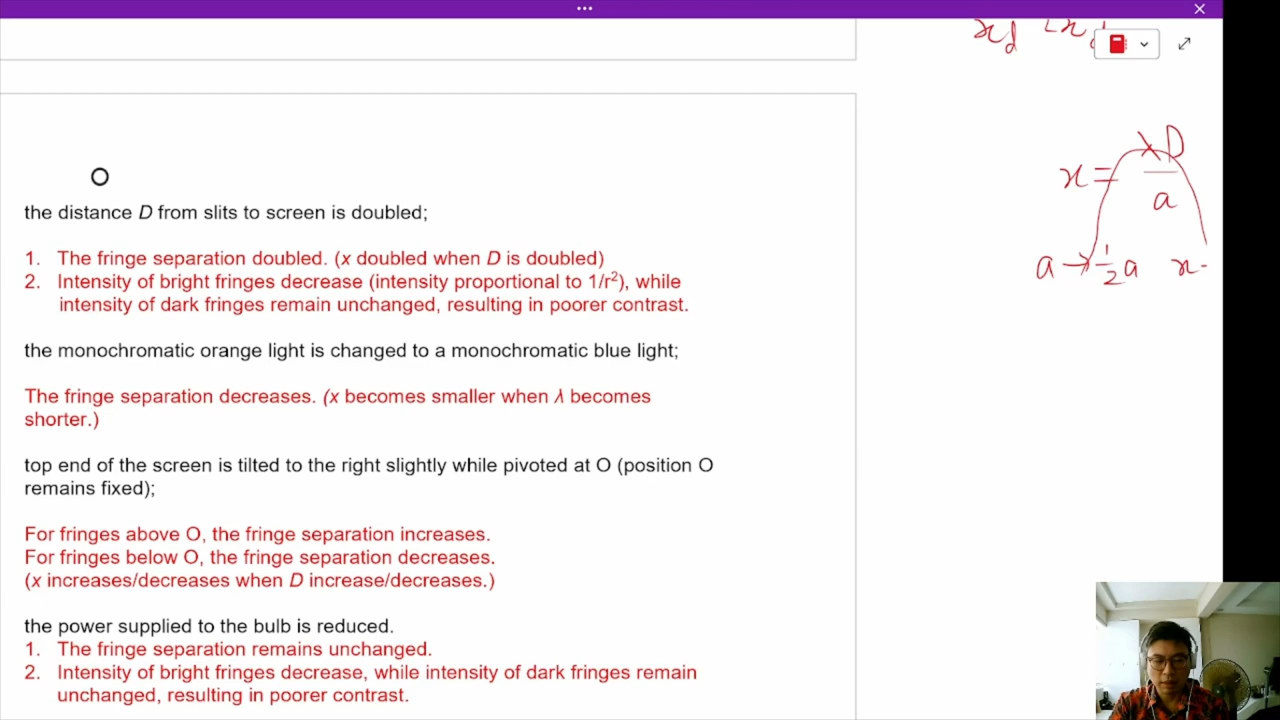 O
the distance D from slits to screen is doubled;
1. The fringe separation doubled. (x doubled when D is doubled)
2. Intensity of bright fringes decrease (intensity proportional to 1/r²), while
intensity of dark fringes remain unchanged, resulting in poorer contrast.
the monochromatic orange light is changed to a monochromatic blue light;
The fringe separation decreases. (x becomes smaller when λ becomes
shorter.)
top end of the screen is tilted to the right slightly while pivoted at O (position O
remains fixed);
For fringes above O, the fringe separation increases.
For fringes below O, the fringe separation decreases.
(x increases/decreases when D increase/decreases.)
the power supplied to the bulb is reduced.
1. The fringe separation remains unchanged.
2. Intensity of bright fringes decrease, while intensity of dark fringes remain
unchanged, resulting in poorer contrast.
x = λD/a
a → 1/2 a x